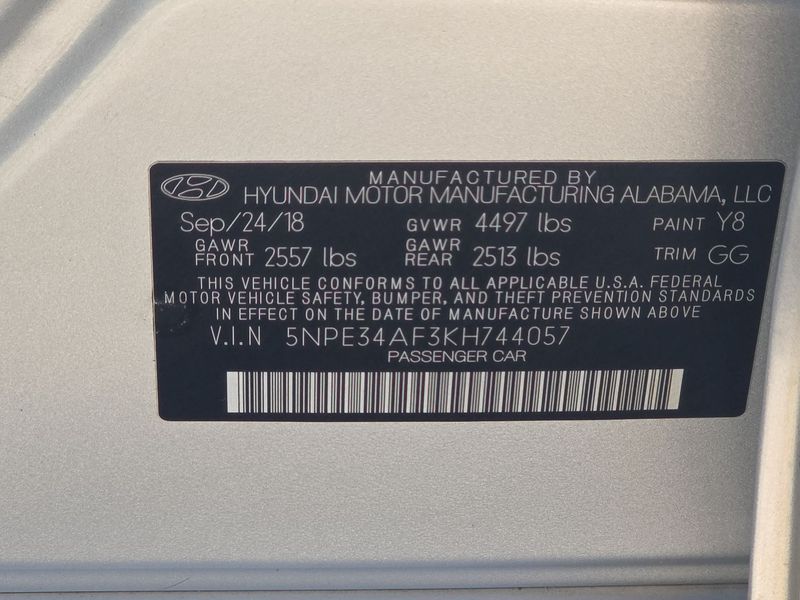 MANUFACTURED BY
HYUNDAI MOTOR MANUFACTURING ALABAMA, LLC
Sep/24/18 GVWR 4497 lbs PAINT Y8
GAWR FRONT 2557 lbs GAWR REAR 2513 lbs TRIM GG
THIS VEHICLE CONFORMS TO ALL APPLICABLE U.S.A. FEDERAL
MOTOR VEHICLE SAFETY, BUMPER, AND THEFT PREVENTION STANDARDS
IN EFFECT ON THE DATE OF MANUFACTURE SHOWN ABOVE
V.I.N 5NPE34AF3KH744057
PASSENGER CAR